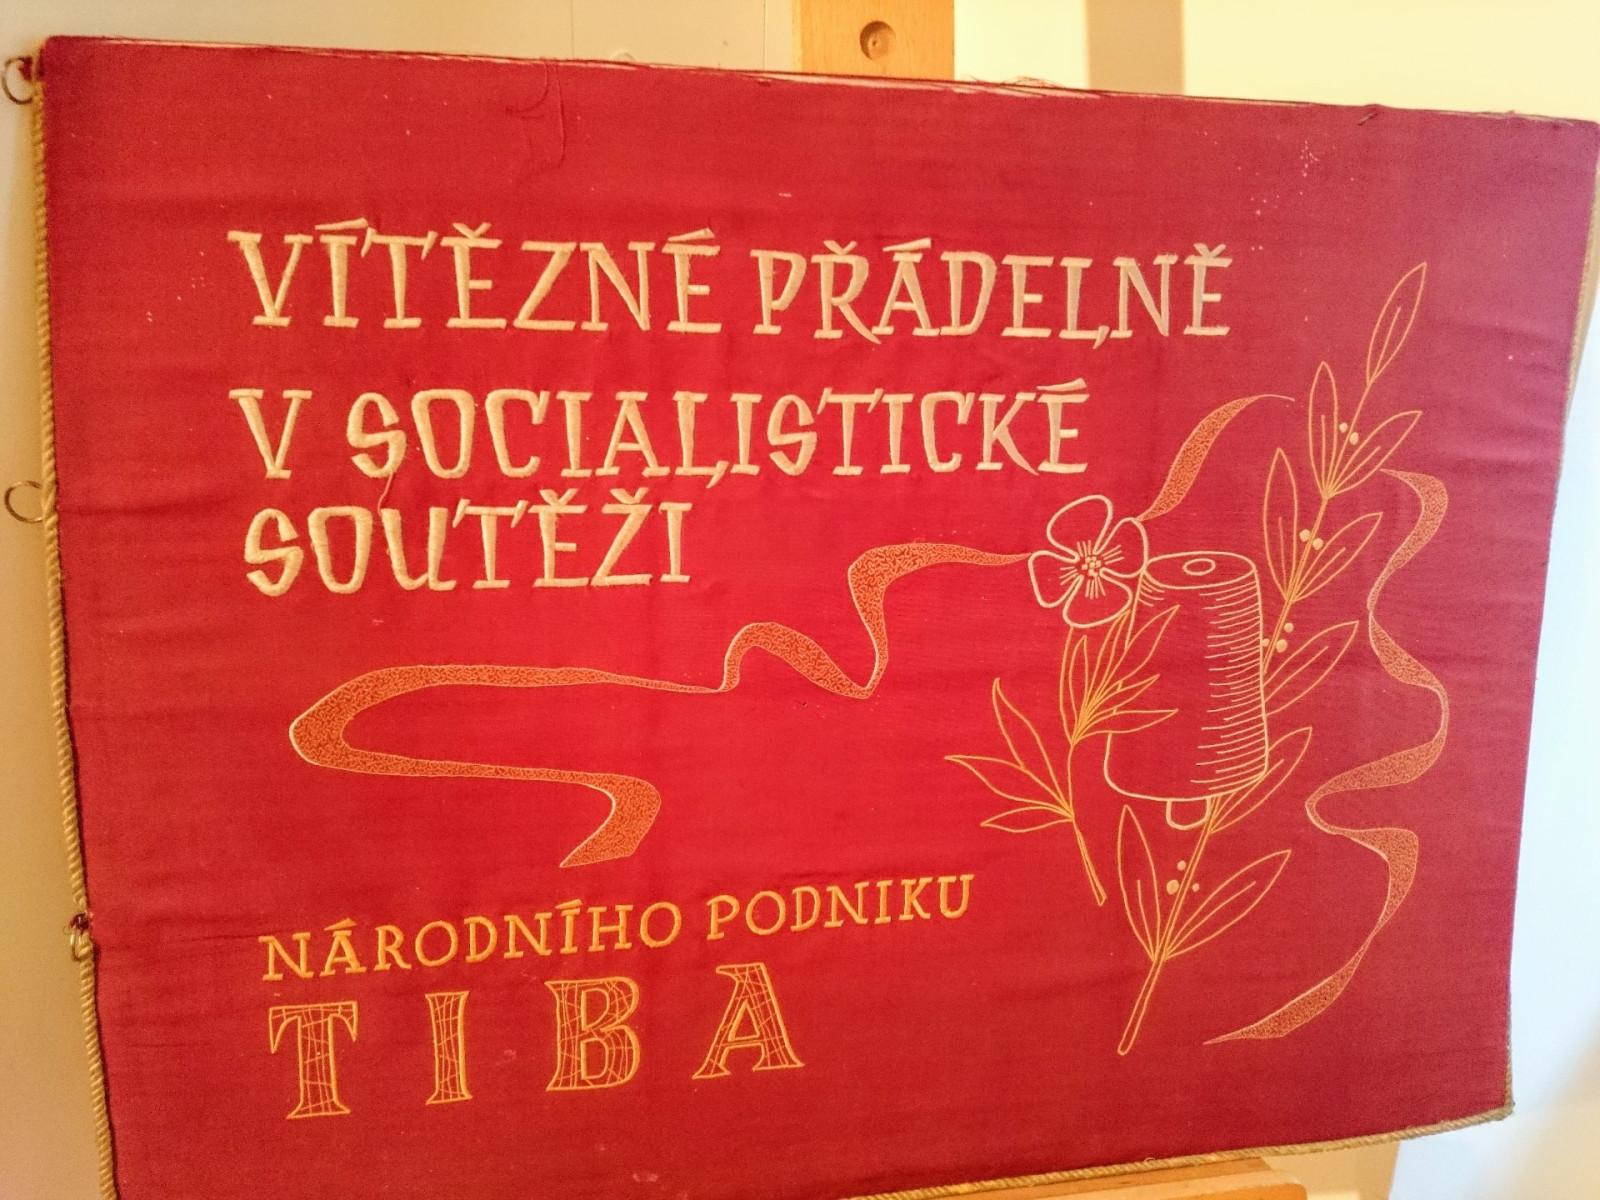 VÍTĚZNÉ PŘÁDELNĚ
V SOCIALISTICKÉ
SOUTĚŽI
NÁRODNÍHO PODNIKU
TIBA